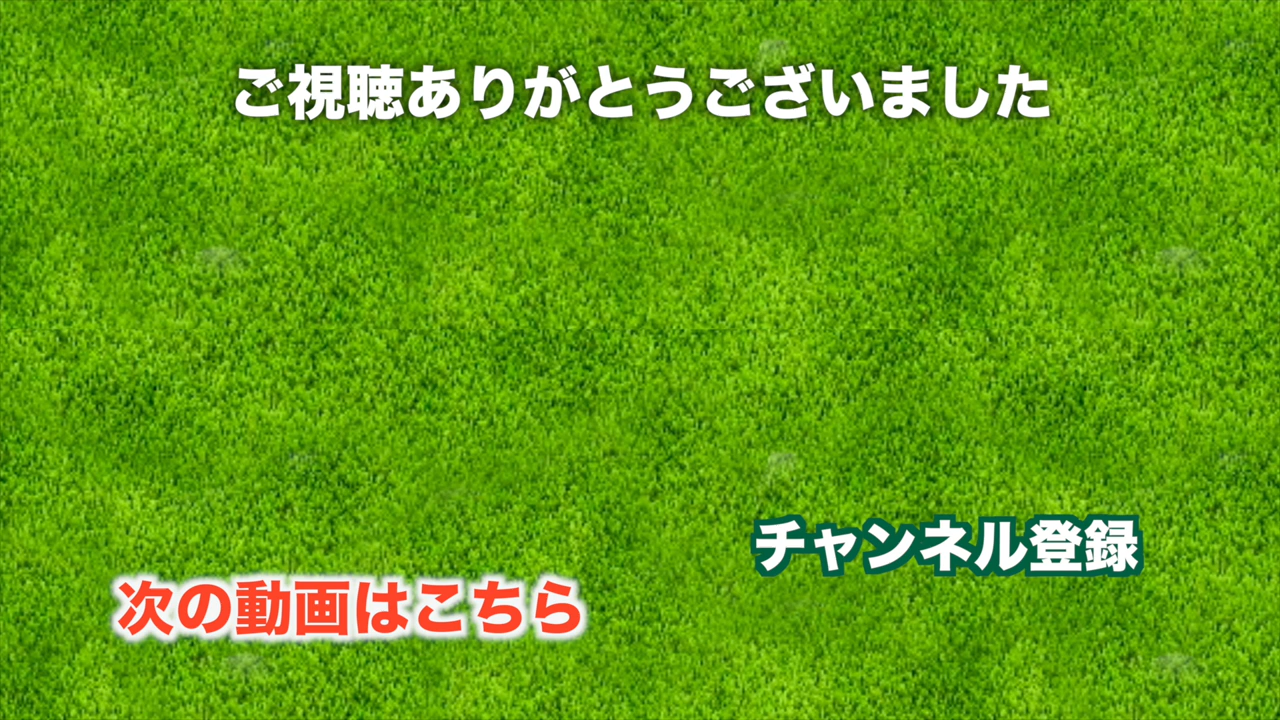 ご視聴ありがとうございました
チャンネル登録
次の動画はこちら